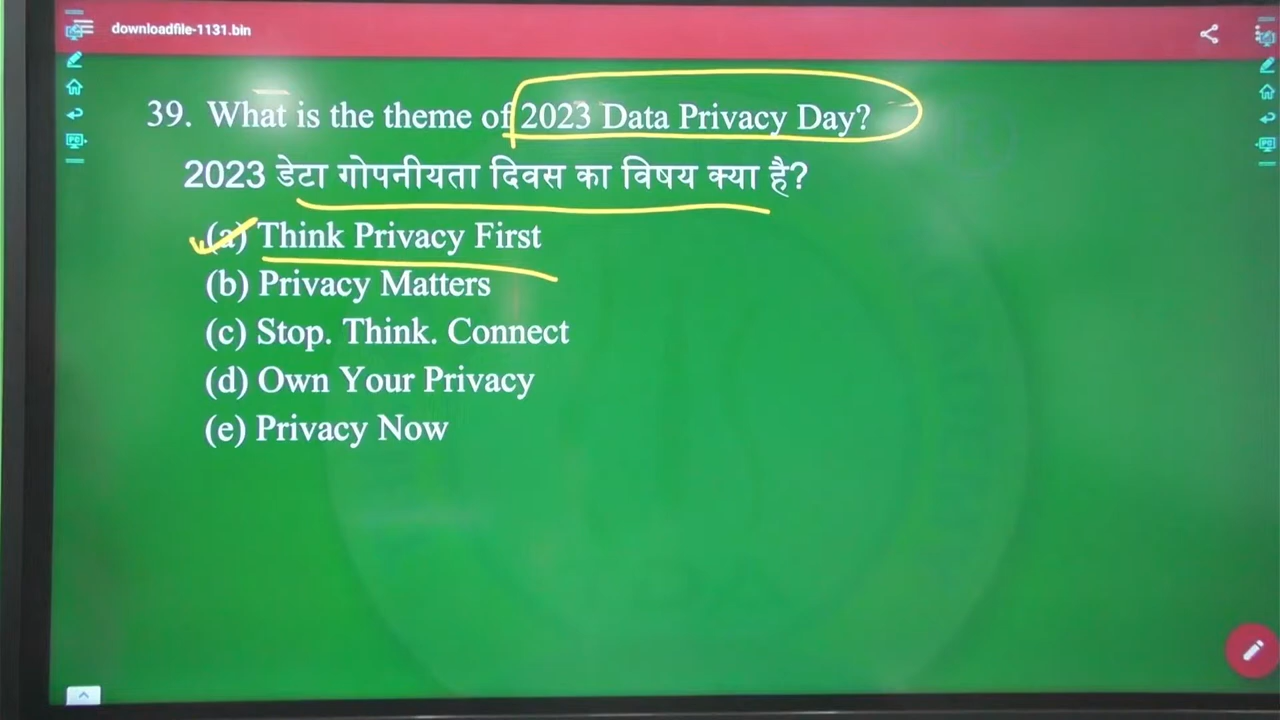 downloadfile-1131.bin
39. What is the theme of 2023 Data Privacy Day?
2023 डेटा गोपनीयता दिवस का विषय क्या है?
(a) Think Privacy First
(b) Privacy Matters
(c) Stop. Think. Connect
(d) Own Your Privacy
(e) Privacy Now